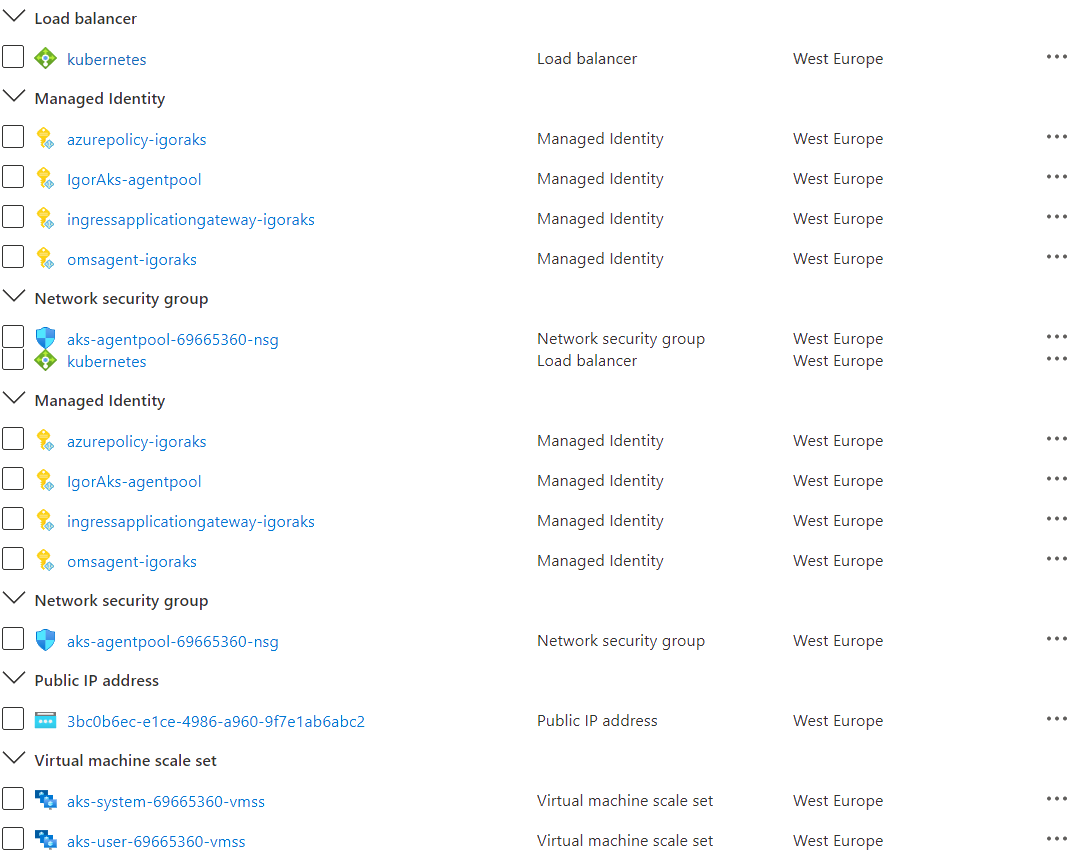 Load balancer
kubernetes Load balancer West Europe
Managed Identity
azurepolicy-igoraks Managed Identity West Europe
IgorAks-agentpool Managed Identity West Europe
ingressapplicationgateway-igoraks Managed Identity West Europe
omsagent-igoraks Managed Identity West Europe
Network security group
aks-agentpool-69665360-nsg Network security group West Europe
kubernetes Load balancer West Europe
Managed Identity
azurepolicy-igoraks Managed Identity West Europe
IgorAks-agentpool Managed Identity West Europe
ingressapplicationgateway-igoraks Managed Identity West Europe
omsagent-igoraks Managed Identity West Europe
Network security group
aks-agentpool-69665360-nsg Network security group West Europe
Public IP address
3bc0b6ec-e1ce-4986-a960-9f7e1ab6abc2 Public IP address West Europe
Virtual machine scale set
aks-system-69665360-vmss Virtual machine scale set West Europe
aks-user-69665360-vmss Virtual machine scale set West Europe